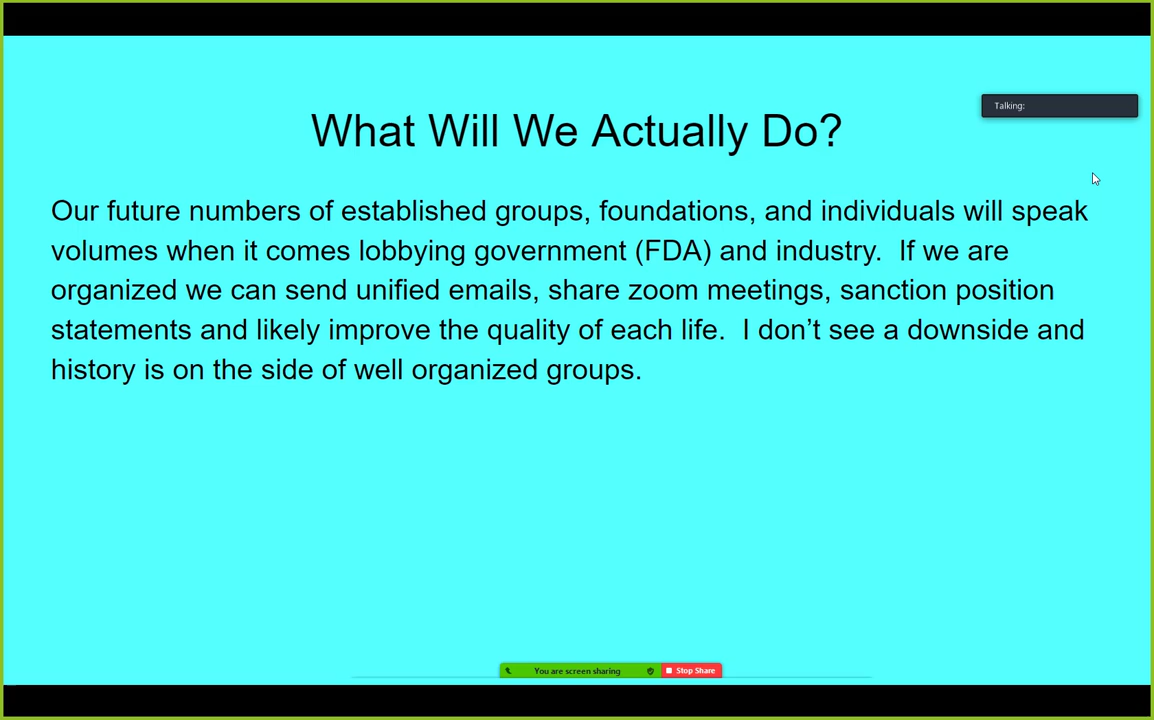 Talking:
What Will We Actually Do?
Our future numbers of established groups, foundations, and individuals will speak
volumes when it comes lobbying government (FDA) and industry.  If we are
organized we can send unified emails, share zoom meetings, sanction position
statements and likely improve the quality of each life.  I don’t see a downside and
history is on the side of well organized groups.
You are screen sharing
Stop Share